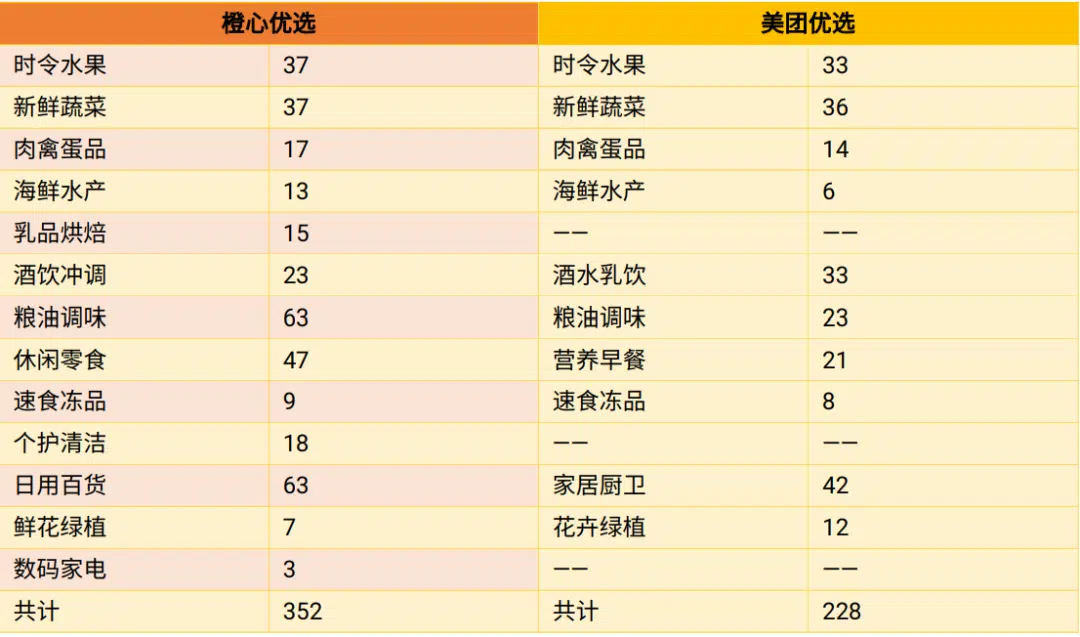 橙心优选 美团优选
时令水果 37 时令水果 33
新鲜蔬菜 37 新鲜蔬菜 36
肉禽蛋品 17 肉禽蛋品 14
海鲜水产 13 海鲜水产 6
乳品烘焙 15 —— ——
酒饮冲调 23 酒水乳饮 33
粮油调味 63 粮油调味 23
休闲零食 47 营养早餐 21
速食冻品 9 速食冻品 8
个护清洁 18 —— ——
日用百货 63 家居厨卫 42
鲜花绿植 7 花卉绿植 12
数码家电 3 —— ——
共计 352 共计 228